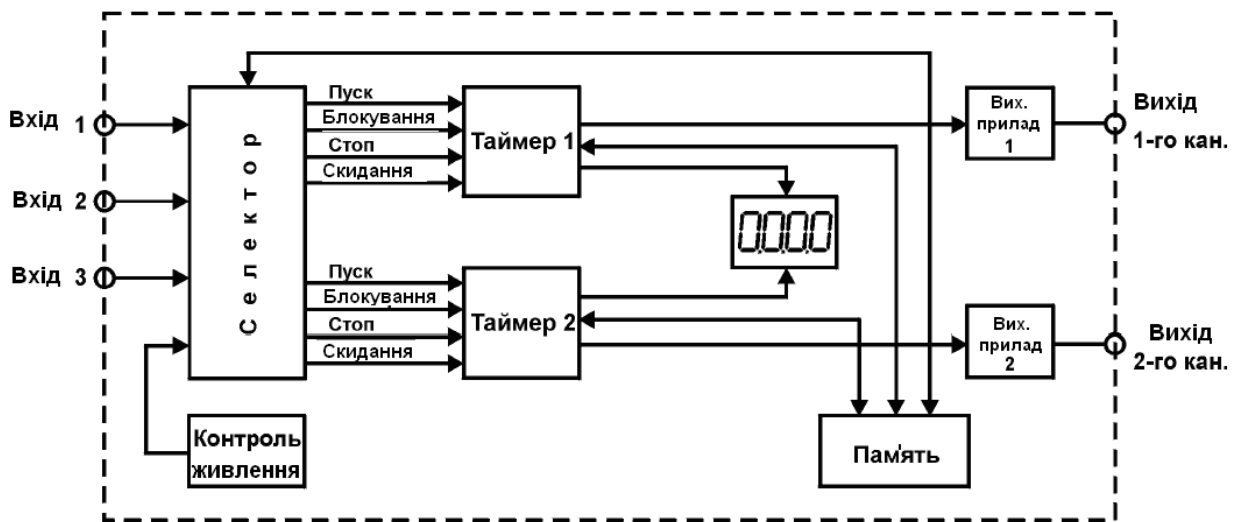 Вхід 1
Вхід 2
Вхід 3
Селектор
Пуск
Блокування
Стоп
Скидання
Таймер 1
Пуск
Блокування
Стоп
Скидання
Таймер 2
0.0.0.0
Вих.
прилад
1
Вихід
1-го кан.
Вих.
прилад
2
Вихід
2-го кан.
Контроль
живлення
Пам'ять